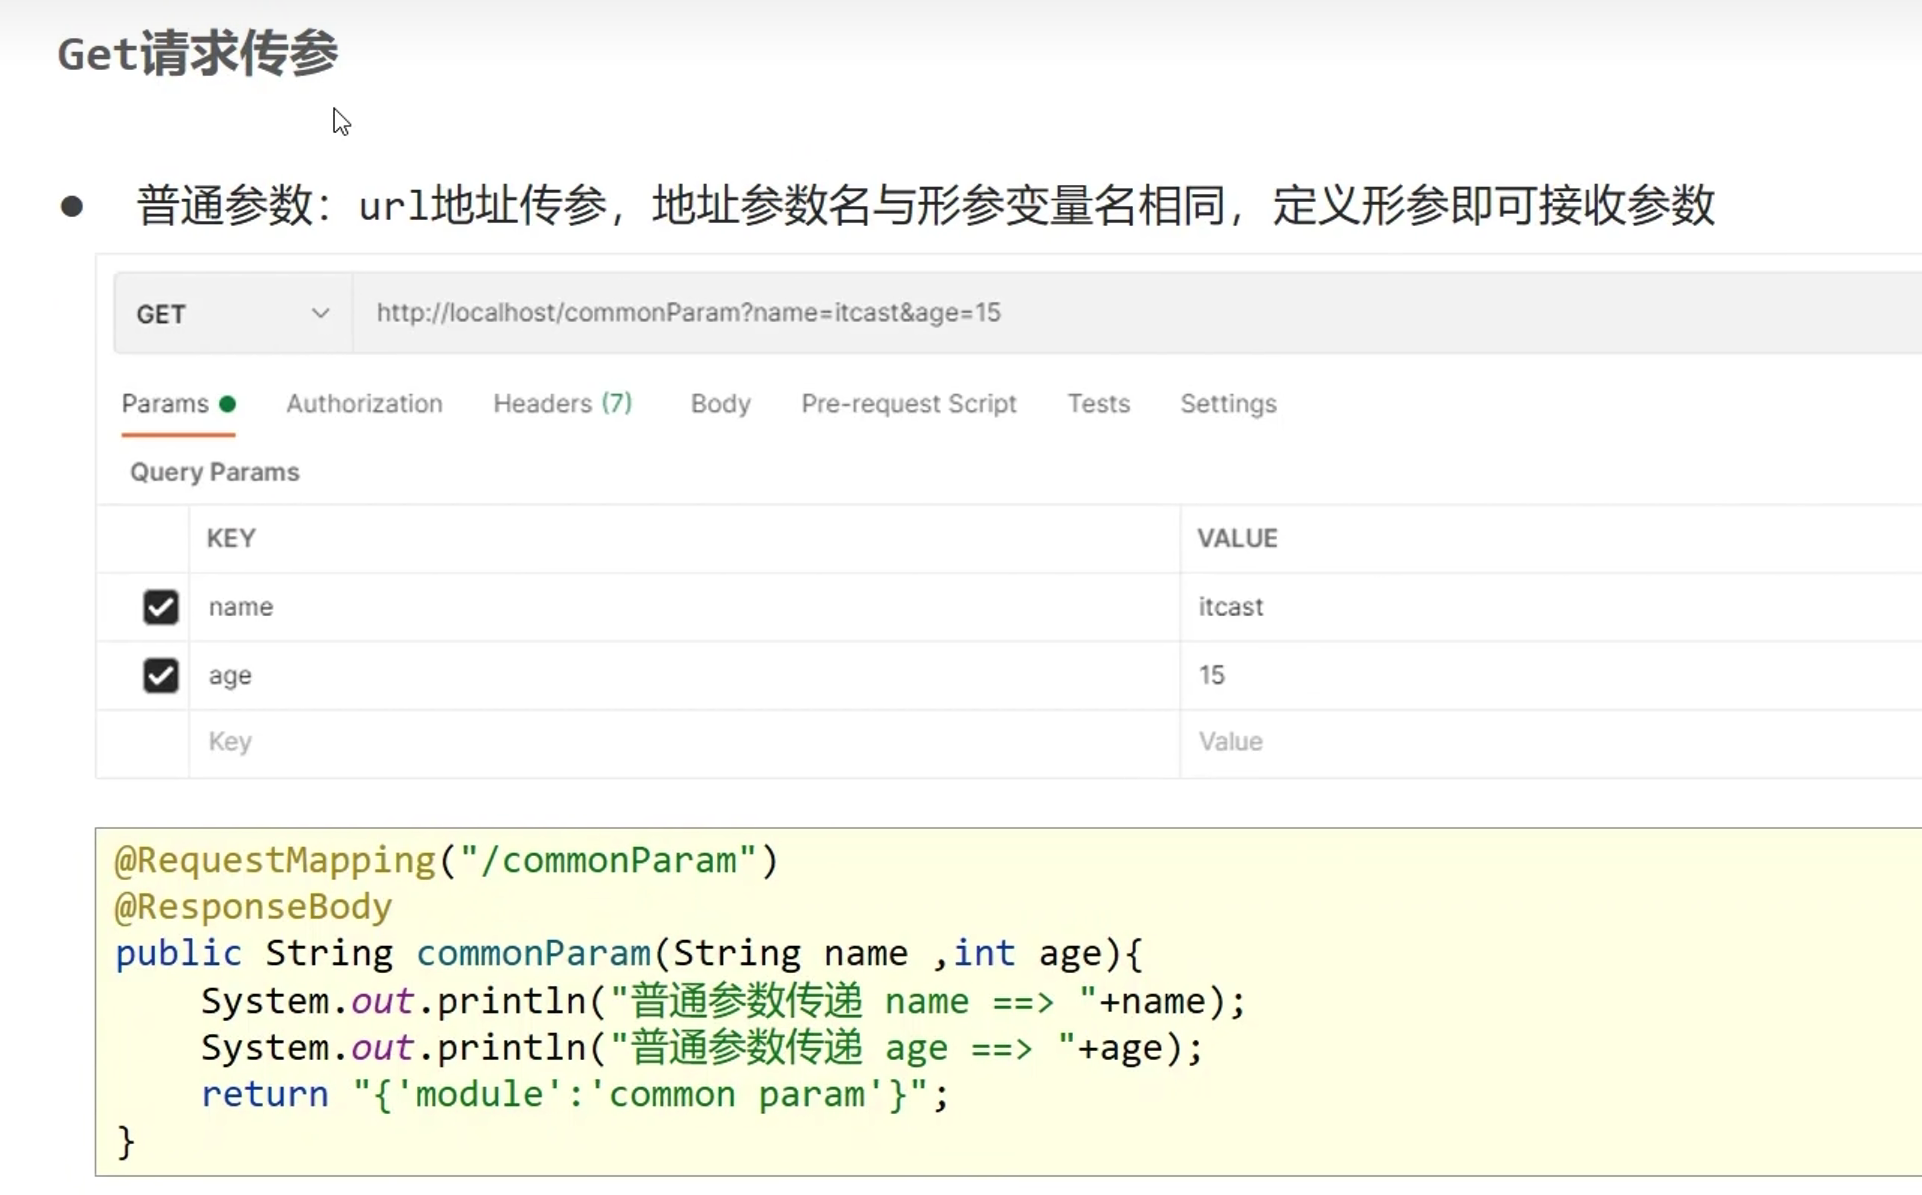 Get请求传参
● 普通参数：url地址传参，地址参数名与形参变量名相同，定义形参即可接收参数
GET http://localhost/commonParam?name=itcast&age=15
Params Authorization Headers (7) Body Pre-request Script Tests Settings
Query Params
KEY VALUE
name itcast
age 15
Key Value
@RequestMapping("/commonParam")
@ResponseBody
public String commonParam(String name ,int age){
    System.out.println("普通参数传递 name ==> "+name);
    System.out.println("普通参数传递 age ==> "+age);
    return "{'module':'common param'}";
}